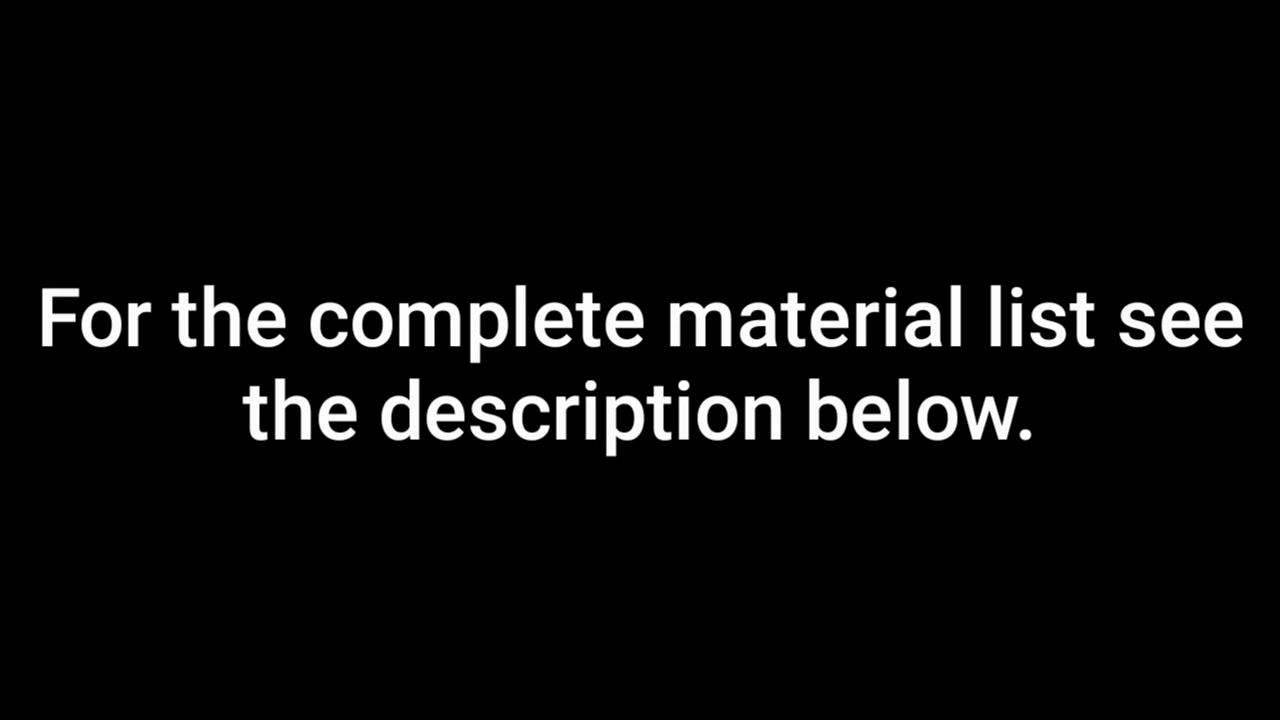 For the complete material list see
the description below.